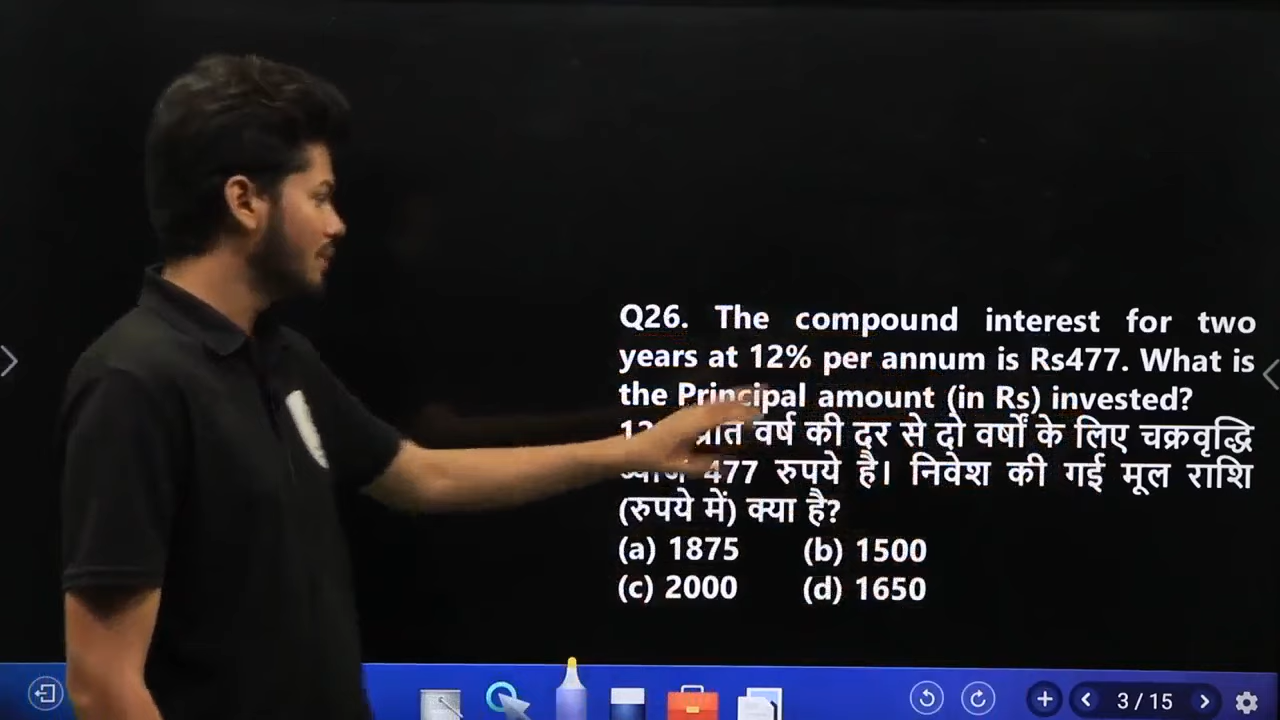 Q26. The compound interest for two
years at 12% per annum is Rs477. What is
the Principal amount (in Rs) invested?
वर्ष की दर से दो वर्षों के लिए चक्रवृद्धि
477 रुपये है। निवेश की गई मूल राशि
(रुपये में) क्या है?
(a) 1875 (b) 1500
(c) 2000 (d) 1650
3 / 15